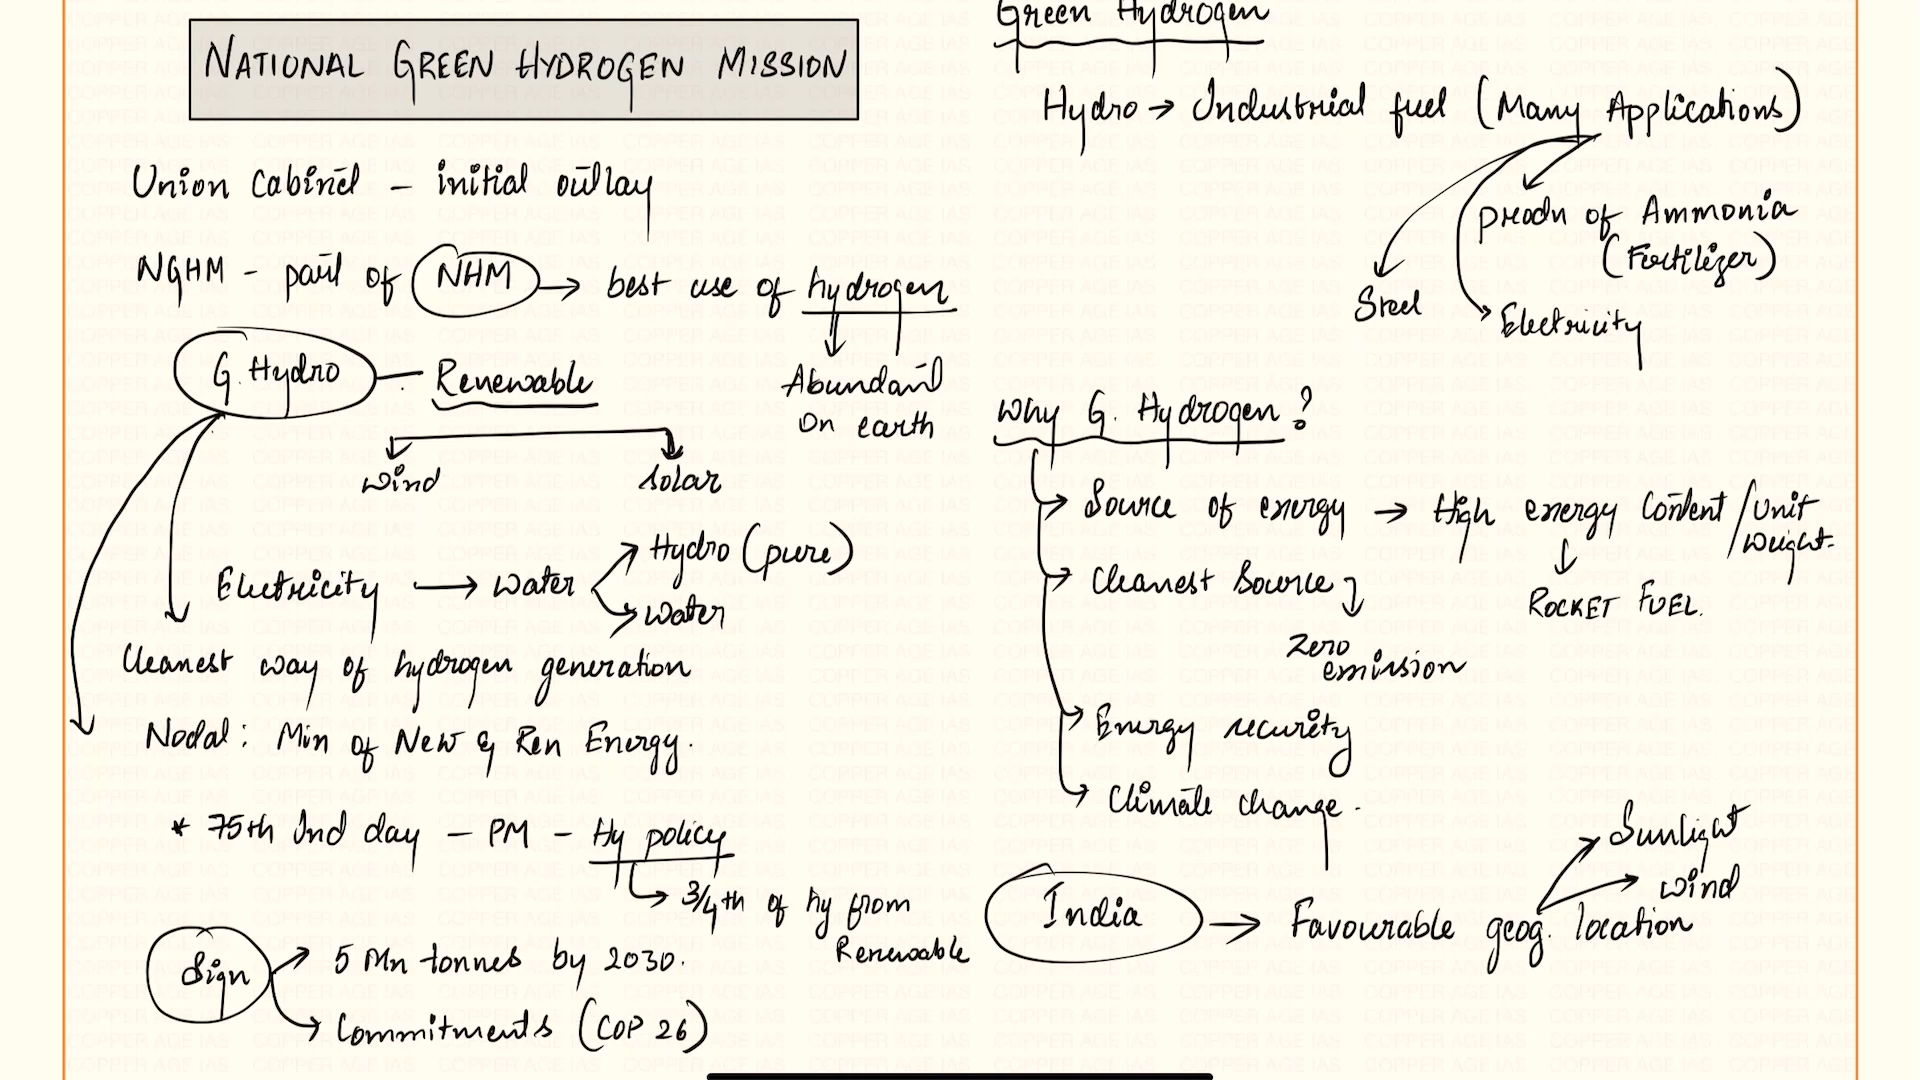 NATIONAL GREEN HYDROGEN MISSION
Union Cabinet – initial outlay
NGHM – part of NHM → best use of hydrogen
Abundant
on earth
G. Hydro – Renewable
wind
solar
Electricity → water
Hydro (pure)
water
Cleanest way of hydrogen generation
Nodal: Min of New & Ren Energy.
* 75th Ind day – PM – Hy policy
3/4th of hy from
Renewable
Sign
5 Mn tonnes by 2030.
Commitments (COP 26)
Green Hydrogen
Hydro → Industrial fuel (Many Applications)
prodn of Ammonia
(Fertilizer)
Steel
Electricity
Why G. Hydrogen?
Source of energy → High energy content / Unit
weight.
ROCKET FUEL.
Cleanest Source
Zero
emission
Energy security
Climate change.
India → Favourable geog. location
Sunlight
wind
COPPER AGE IAS